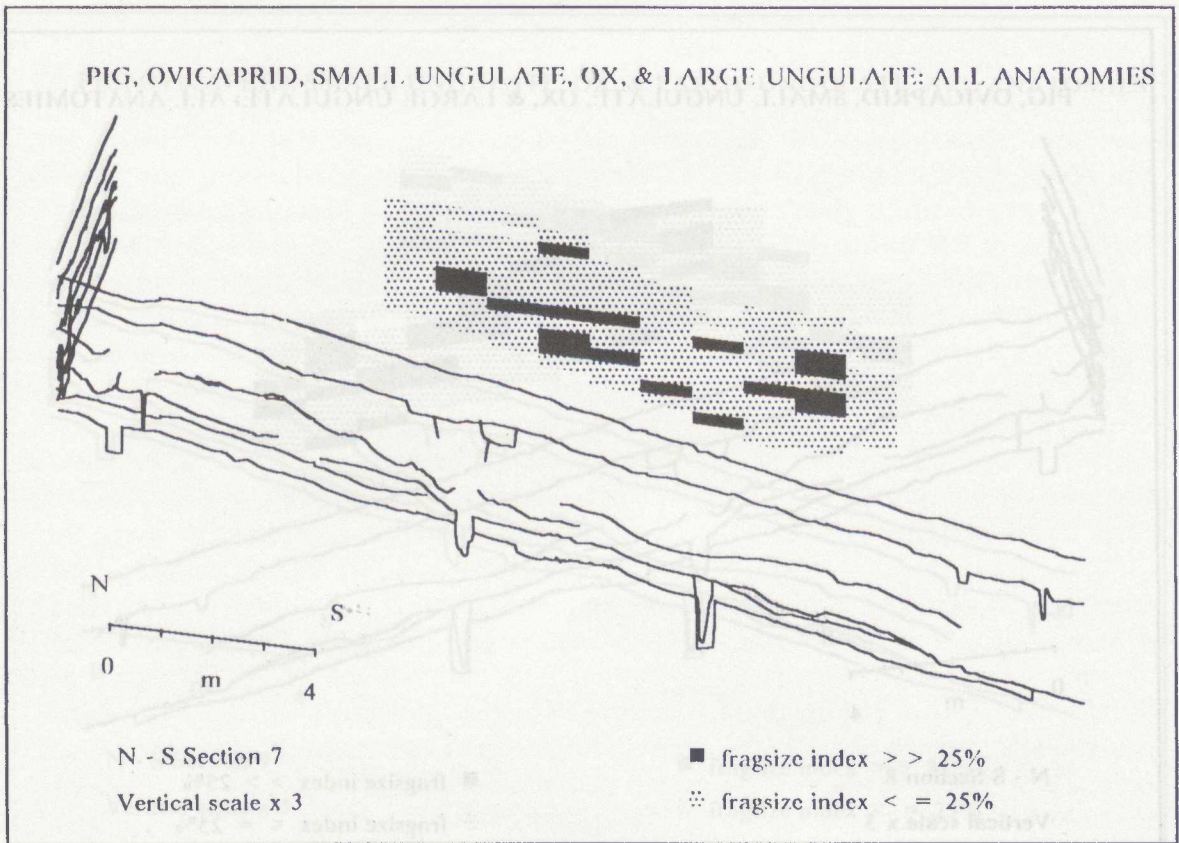 PIG, OVICAPRID, SMALL UNGULATE, OX, & LARGE UNGULATE: ALL ANATOMIES
N
S
0
m
4
N - S Section 7
Vertical scale x 3
fragsize index > > 25%
fragsize index < = 25%